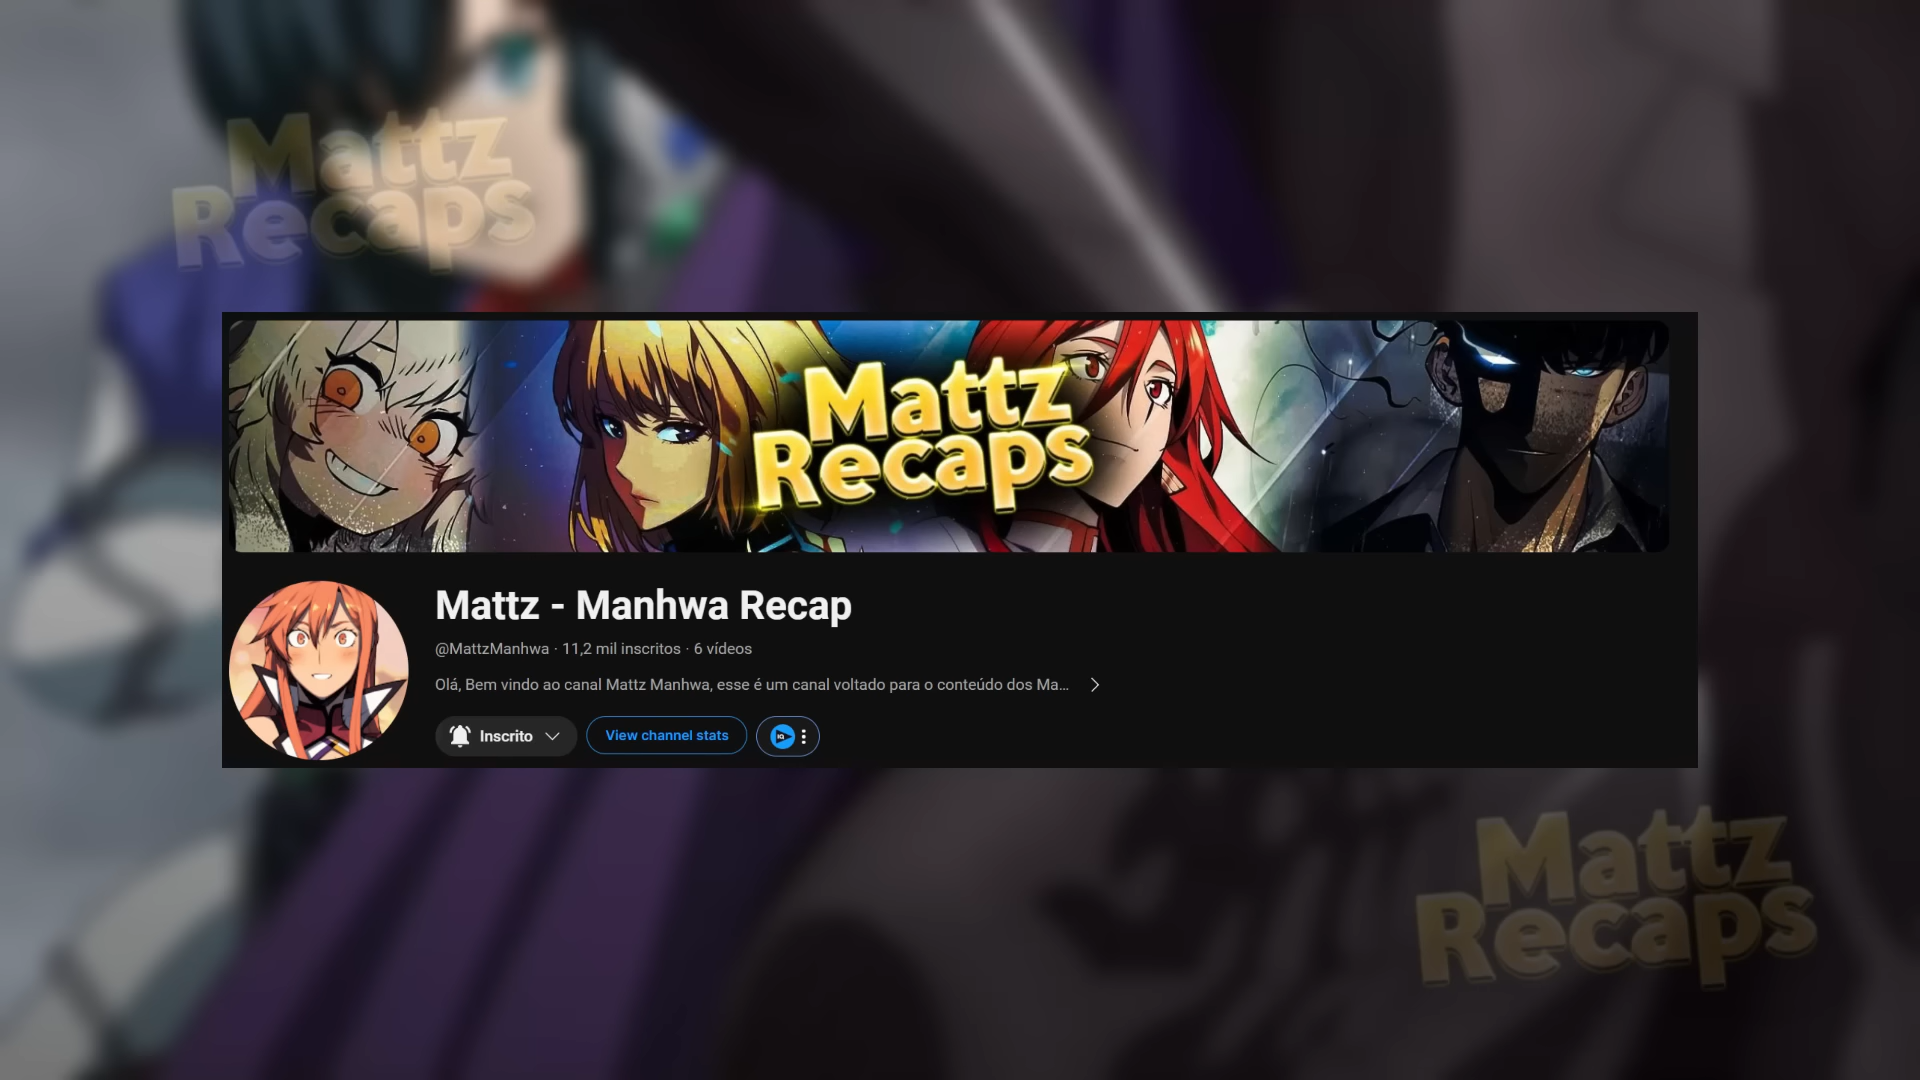 Mattz
Recaps
Mattz
Recaps
Mattz - Manhwa Recap
@MattzManhwa · 11,2 mil inscritos · 6 vídeos
Olá, Bem vindo ao canal Mattz Manhwa, esse é um canal voltado para o conteúdo dos Ma...
Inscrito
View channel stats
IQ
Mattz
Recaps